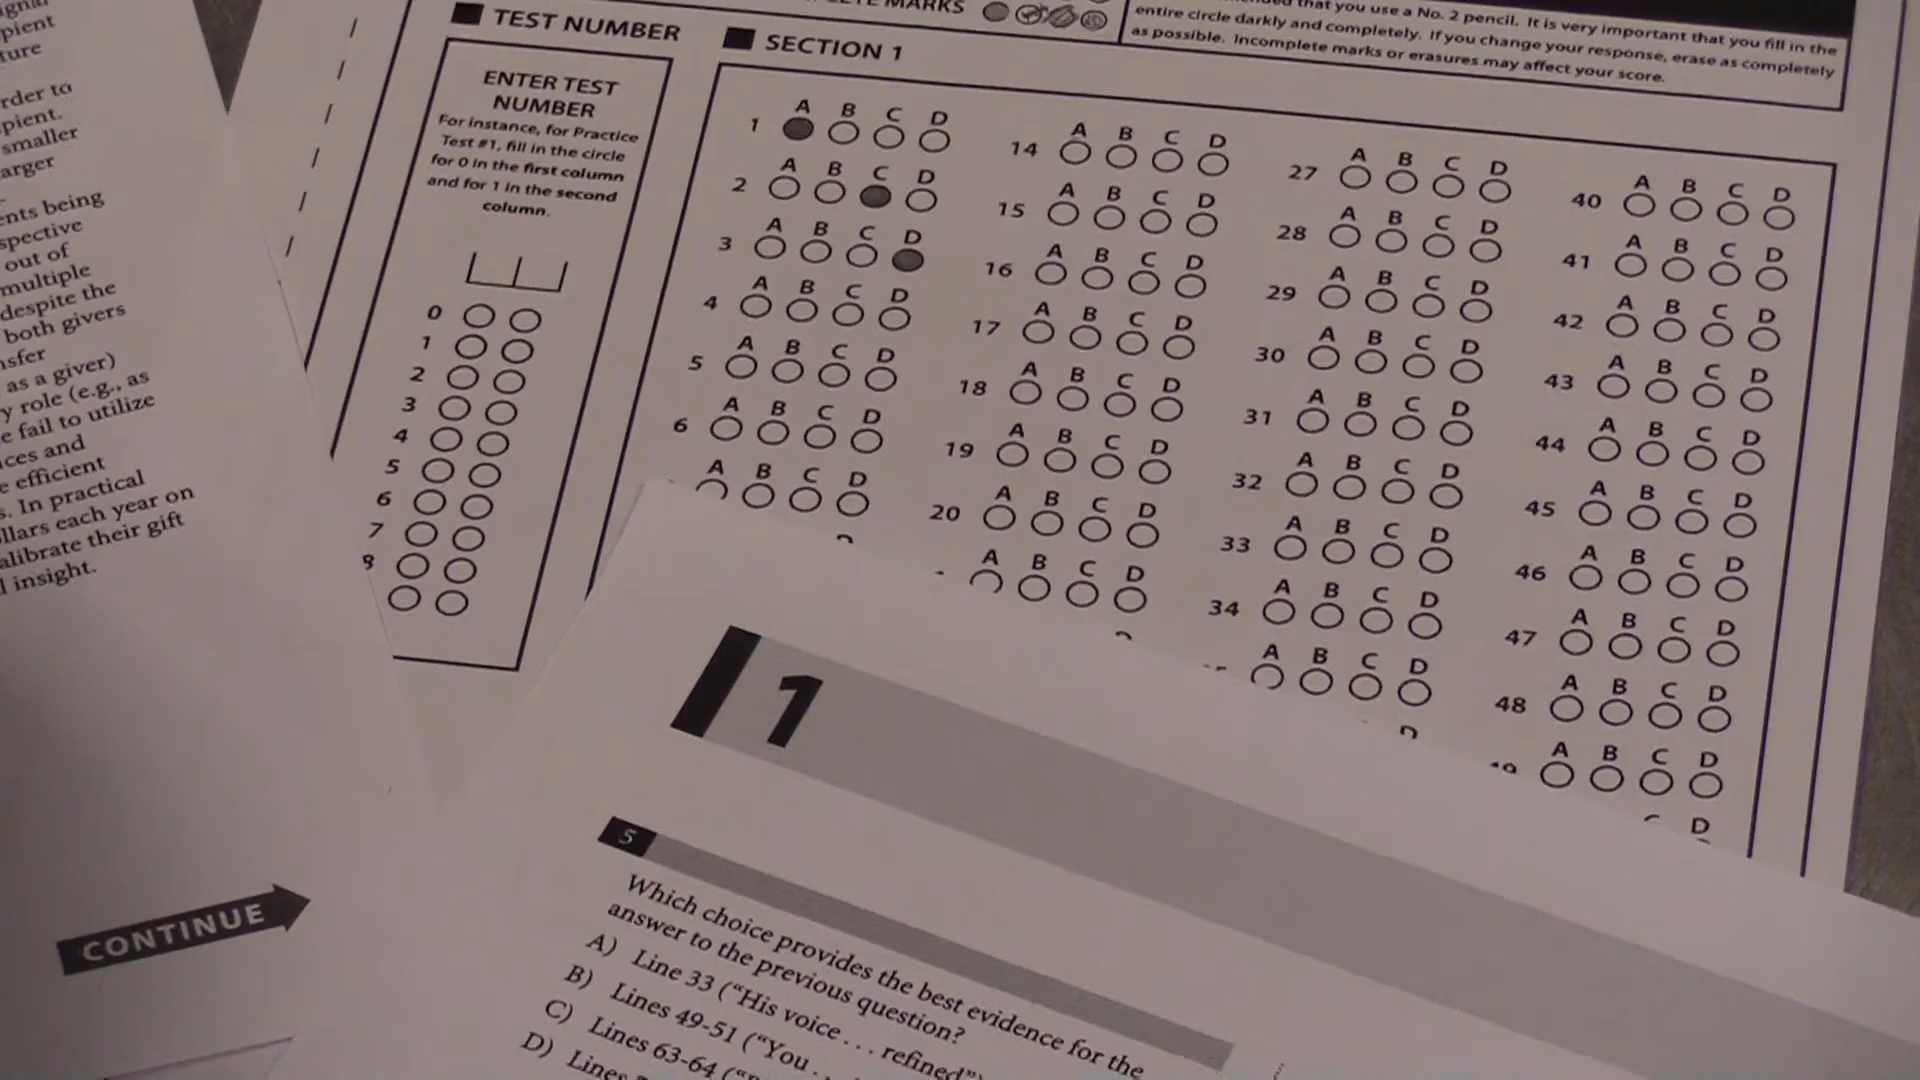 pient
ture
rder to
pient.
smaller
arger
ents being
spective
out of
multiple
despite the
both givers
nsfer
as a giver)
y role (e.g., as
e fail to utilize
ces and
e efficient
s. In practical
llars each year on
alibrate their gift
l insight.
CONTINUE
TEST NUMBER
ENTER TEST
NUMBER
For instance, for Practice
Test #1, fill in the circle
for 0 in the first column
and for 1 in the second
column.
0
1
2
3
4
5
6
7
8
MARKS
that you use a No. 2 pencil. It is very important that you fill in the
entire circle darkly and completely. If you change your response, erase as completely
as possible. Incomplete marks or erasures may affect your score.
SECTION 1
1 A B C D
2 A B C D
3 A B C D
4 A B C D
5 A B C D
6 A B C D
A B C D
14 A B C D
15 A B C D
16 A B C D
17 A B C D
18 A B C D
19 A B C D
20 A B C D
A B C D
27 A B C D
28 A B C D
29 A B C D
30 A B C D
31 A B C D
32 A B C D
33 A B C D
34 A B C D
A B C D
40 A B C D
41 A B C D
42 A B C D
43 A B C D
44 A B C D
45 A B C D
46 A B C D
47 A B C D
48 A B C D
A B C D
D
1
5
Which choice provides the best evidence for the
answer to the previous question?
A) Line 33 (“His voice . . . refined”)
B) Lines 49-51 (“You . .
C) Lines 63-64 (“
D) Lines